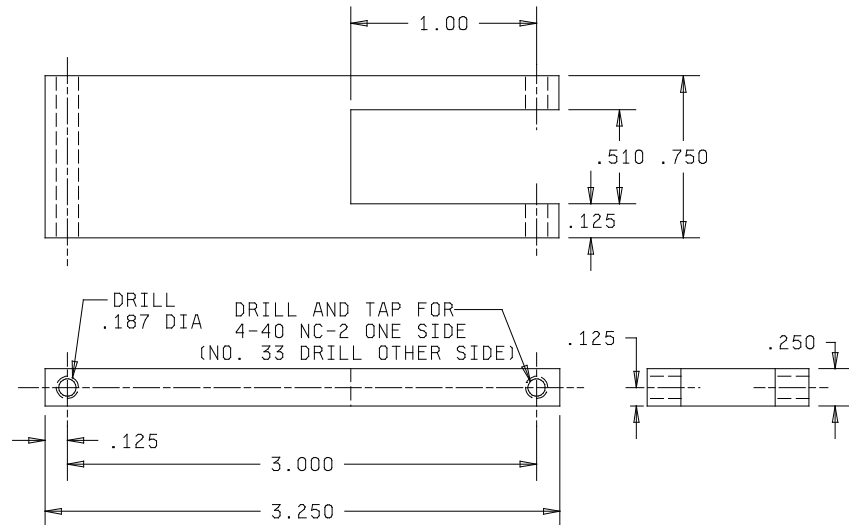 1.00
.510 .750
.125
DRILL
.187 DIA
DRILL AND TAP FOR
4-40 NC-2 ONE SIDE
(NO. 33 DRILL OTHER SIDE)
.125
.250
.125
3.000
3.250